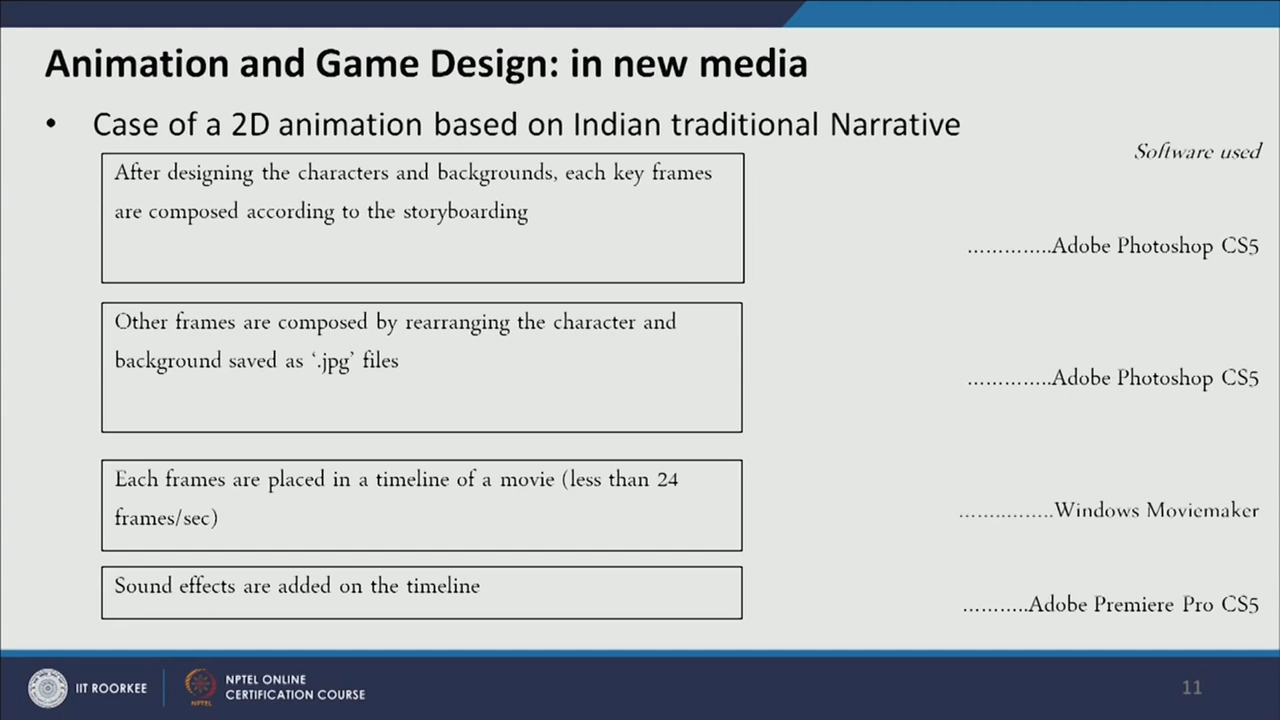 Animation and Game Design: in new media
• Case of a 2D animation based on Indian traditional Narrative
Software used
After designing the characters and backgrounds, each key frames
are composed according to the storyboarding
..............Adobe Photoshop CS5
Other frames are composed by rearranging the character and
background saved as ‘.jpg’ files
..............Adobe Photoshop CS5
Each frames are placed in a timeline of a movie (less than 24
frames/sec)
................Windows Moviemaker
Sound effects are added on the timeline
...........Adobe Premiere Pro CS5
IIT ROORKEE
NPTEL
NPTEL ONLINE
CERTIFICATION COURSE
11